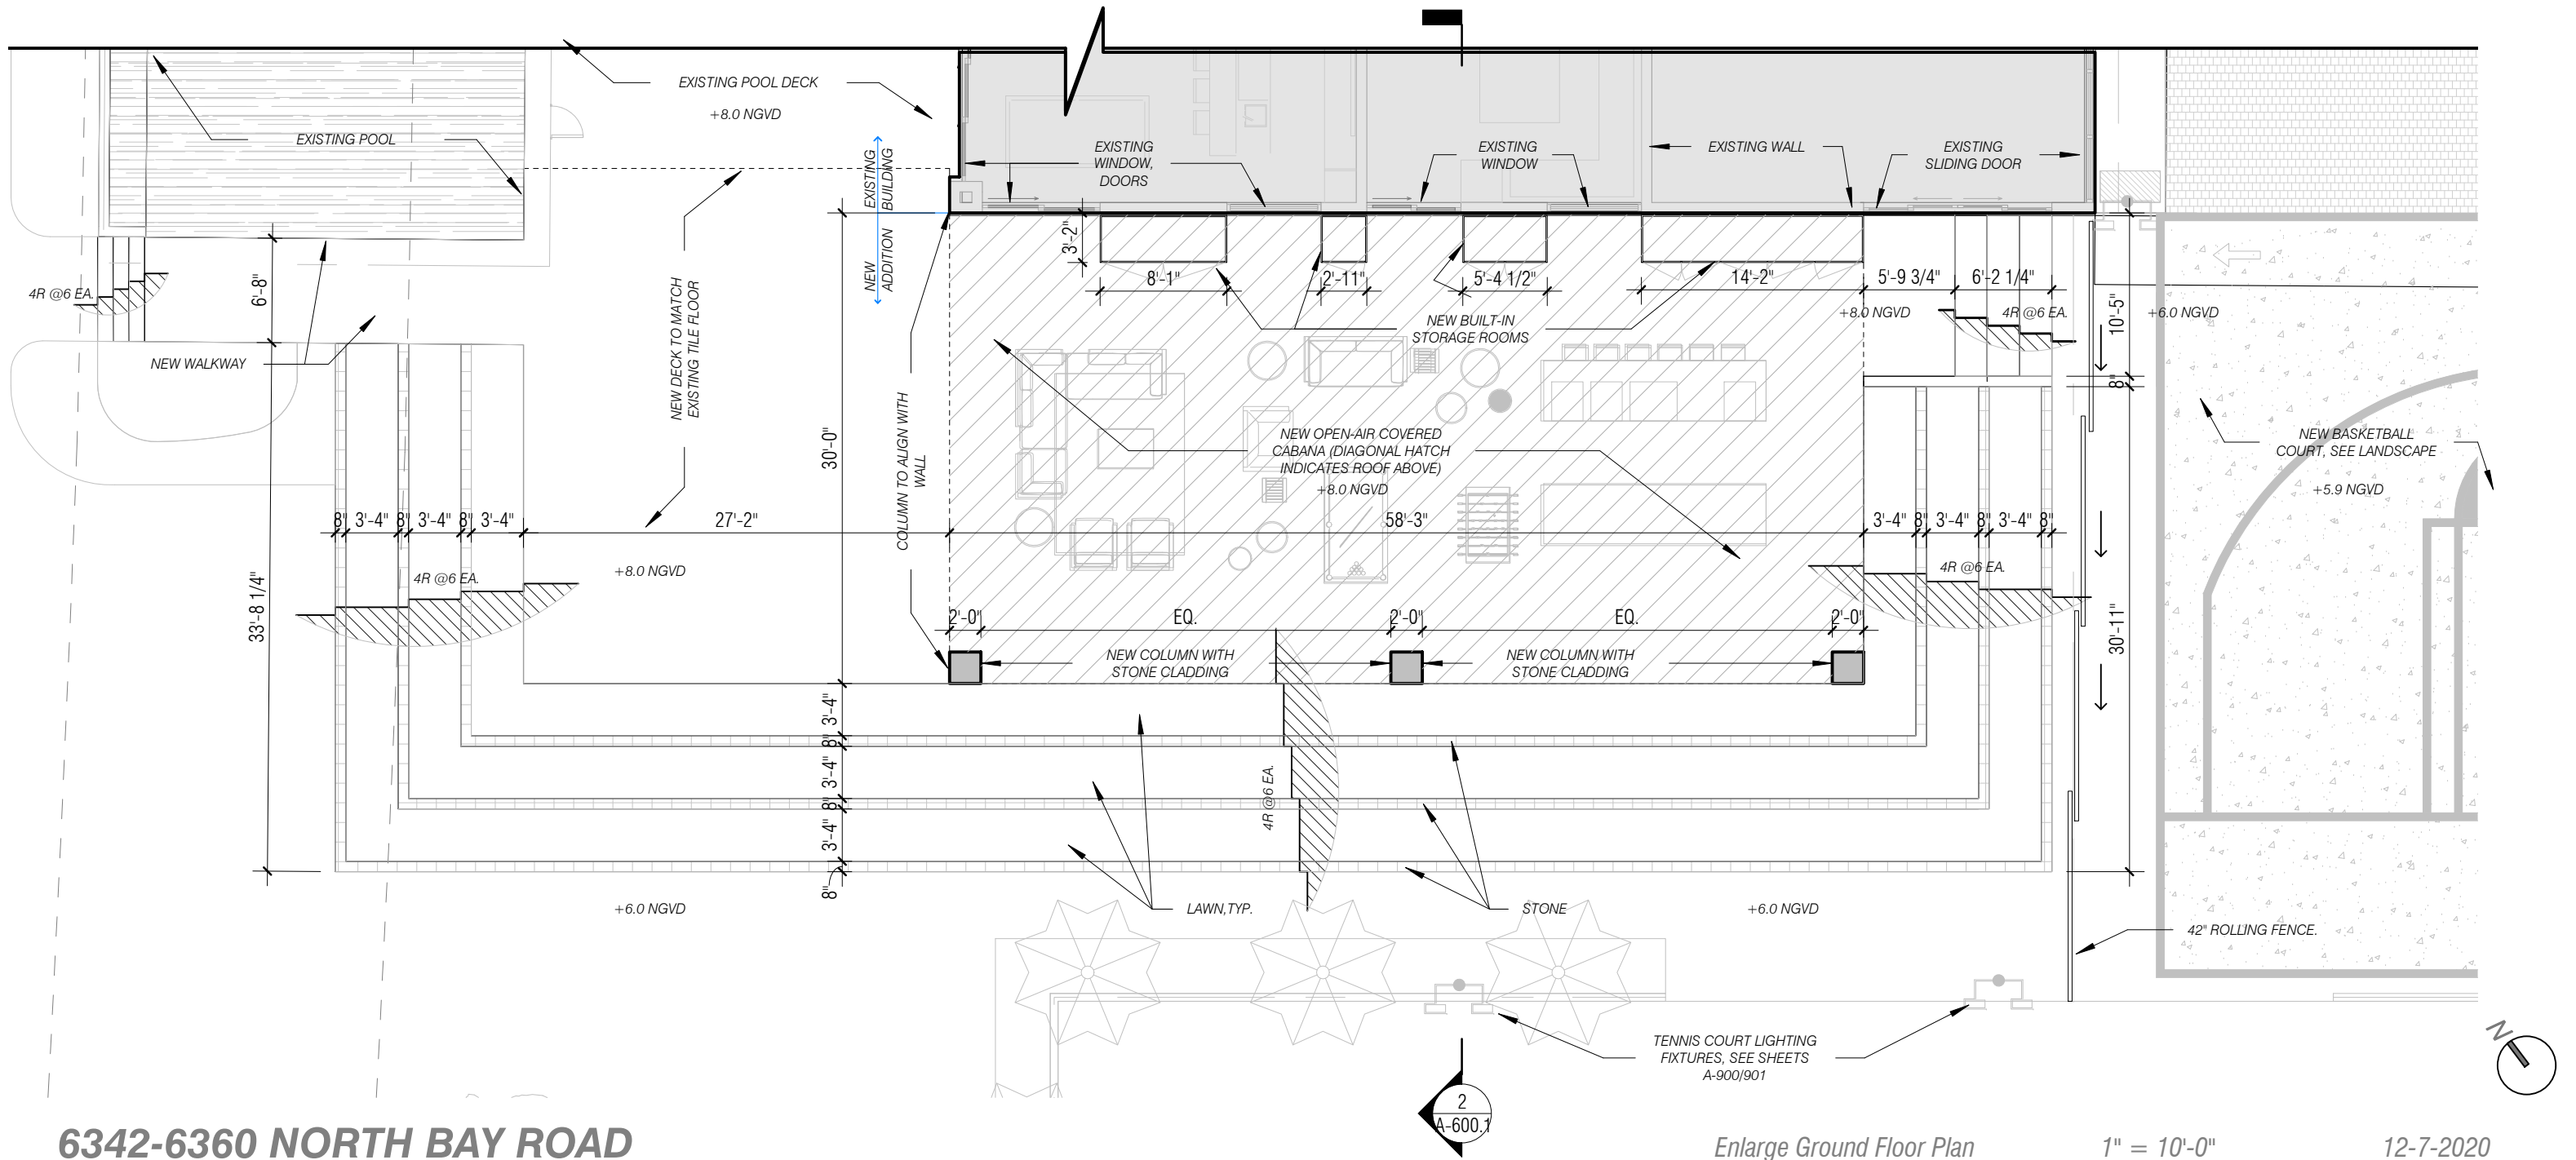 EXISTING POOL DECK
+8.0 NGVD
EXISTING POOL
EXISTING
BUILDING
NEW
ADDITION
EXISTING
WINDOW,
DOORS
EXISTING
WINDOW
EXISTING WALL
EXISTING
SLIDING DOOR
4R @6 EA.
6'-8"
NEW WALKWAY
NEW DECK TO MATCH
EXISTING TILE FLOOR
3'-2"
8'-1"
2'-11"
5'-4 1/2"
14'-2"
5'-9 3/4"
6'-2 1/4"
+8.0 NGVD
4R @6 EA.
10'-5"
8"
+6.0 NGVD
NEW BUILT-IN
STORAGE ROOMS
30'-0"
COLUMN TO ALIGN WITH
WALL
NEW OPEN-AIR COVERED
CABANA (DIAGONAL HATCH
INDICATES ROOF ABOVE)
+8.0 NGVD
NEW BASKETBALL
COURT, SEE LANDSCAPE
+5.9 NGVD
8"
3'-4"
8"
3'-4"
8"
3'-4"
27'-2"
58'-3"
3'-4"
8"
3'-4"
8"
3'-4"
8"
33'-8 1/4"
4R @6 EA.
+8.0 NGVD
4R @6 EA.
30'-11"
2'-0"
EQ.
2'-0"
EQ.
2'-0"
NEW COLUMN WITH
STONE CLADDING
NEW COLUMN WITH
STONE CLADDING
3'-4"
8"
3'-4"
8"
3'-4"
8"
4R @6 EA.
+6.0 NGVD
LAWN,TYP.
STONE
+6.0 NGVD
42" ROLLING FENCE.
TENNIS COURT LIGHTING
FIXTURES, SEE SHEETS
A-900/901
N
2
A-600.1
6342-6360 NORTH BAY ROAD
Enlarge Ground Floor Plan
1" = 10'-0"
12-7-2020